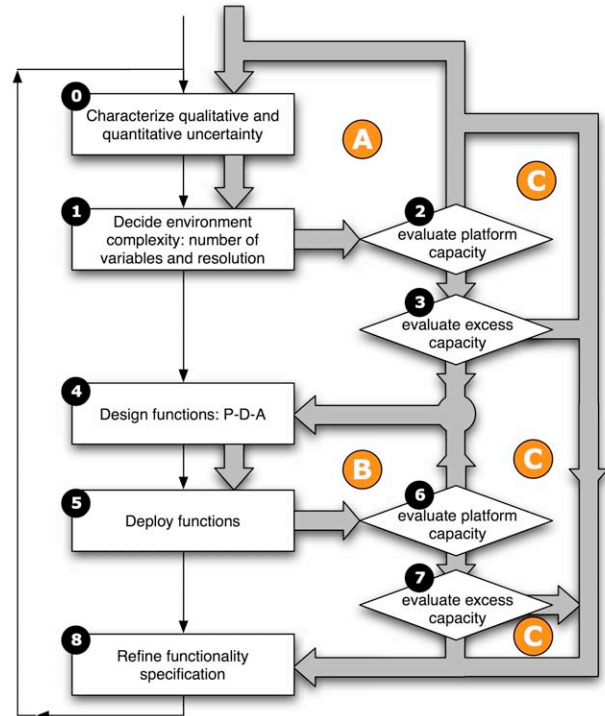 0
Characterize qualitative and
quantitative uncertainty
A
C
1
Decide environment
complexity: number of
variables and resolution
2
evaluate platform
capacity
3
evaluate excess
capacity
4
Design functions: P-D-A
B
C
5
Deploy functions
6
evaluate platform
capacity
7
evaluate excess
capacity
C
8
Refine functionality
specification